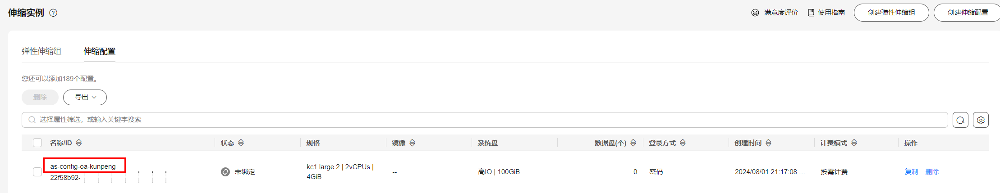 伸缩实例
满意度评价 使用指南 创建弹性伸缩组 创建伸缩配置
弹性伸缩组 伸缩配置
您还可以添加189个配置。
删除 导出
选择属性筛选，或输入关键字搜索
名称/ID 状态 规格 镜像 系统盘 数据盘(个) 登录方式 创建时间 计费模式 操作
as-config-oa-kunpeng
22f58b92-
未绑定
kc1.large.2 | 2vCPUs |
4GiB
--
高IO | 100GiB
0
密码
2024/08/01 21:17:08 ...
按需计费
复制 删除